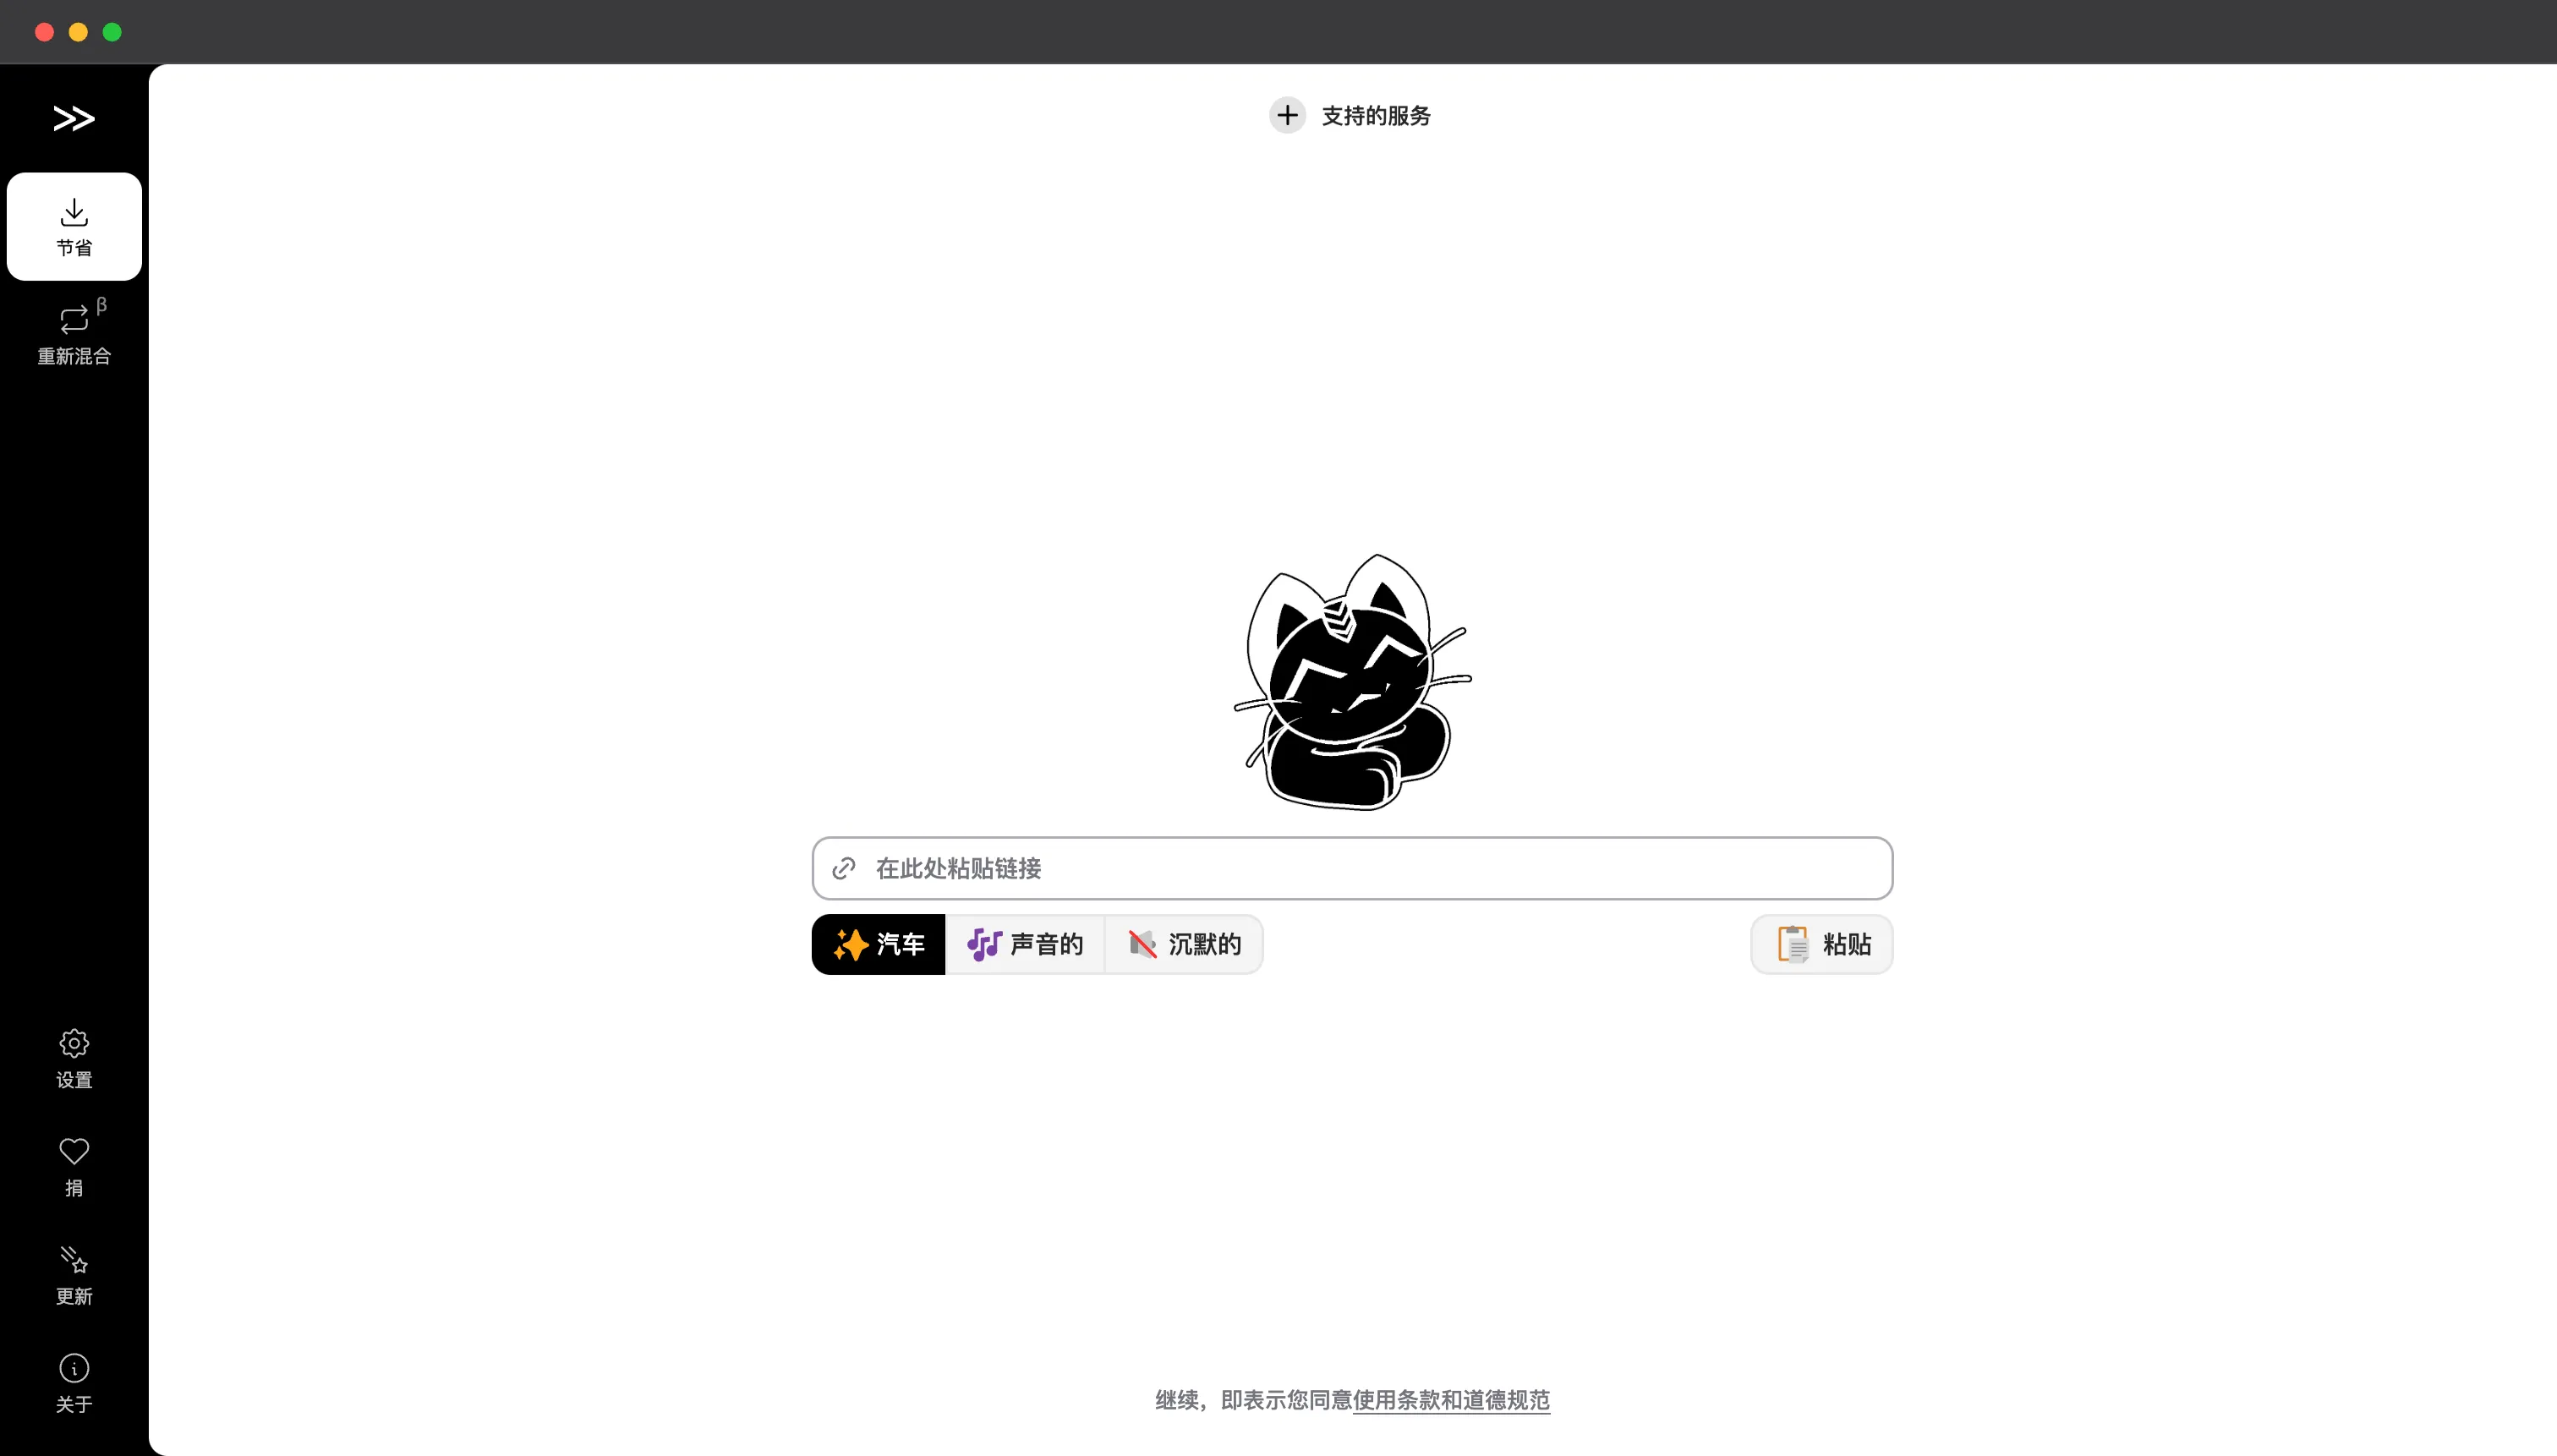 支持的服务
节省
β
重新混合
在此处粘贴链接
汽车
声音的
沉默的
粘贴
设置
捐
更新
关于
继续，即表示您同意使用条款和道德规范